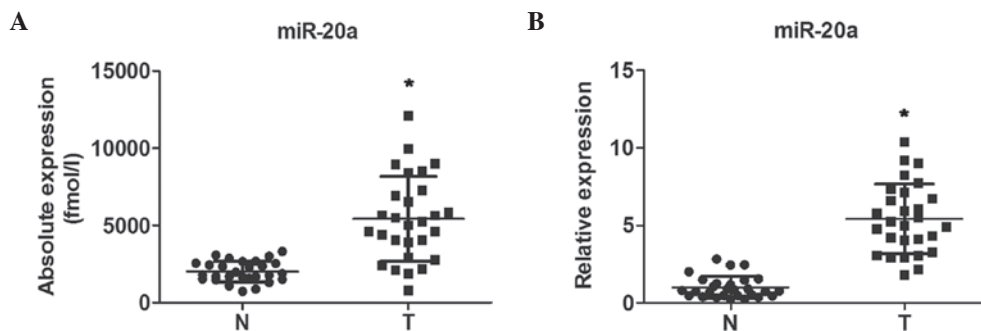 A
miR-20a
Absolute expression
(fmol/l)
15000
10000
5000
0
*
N
T
B
miR-20a
Relative expression
15
10
5
0
*
N
T